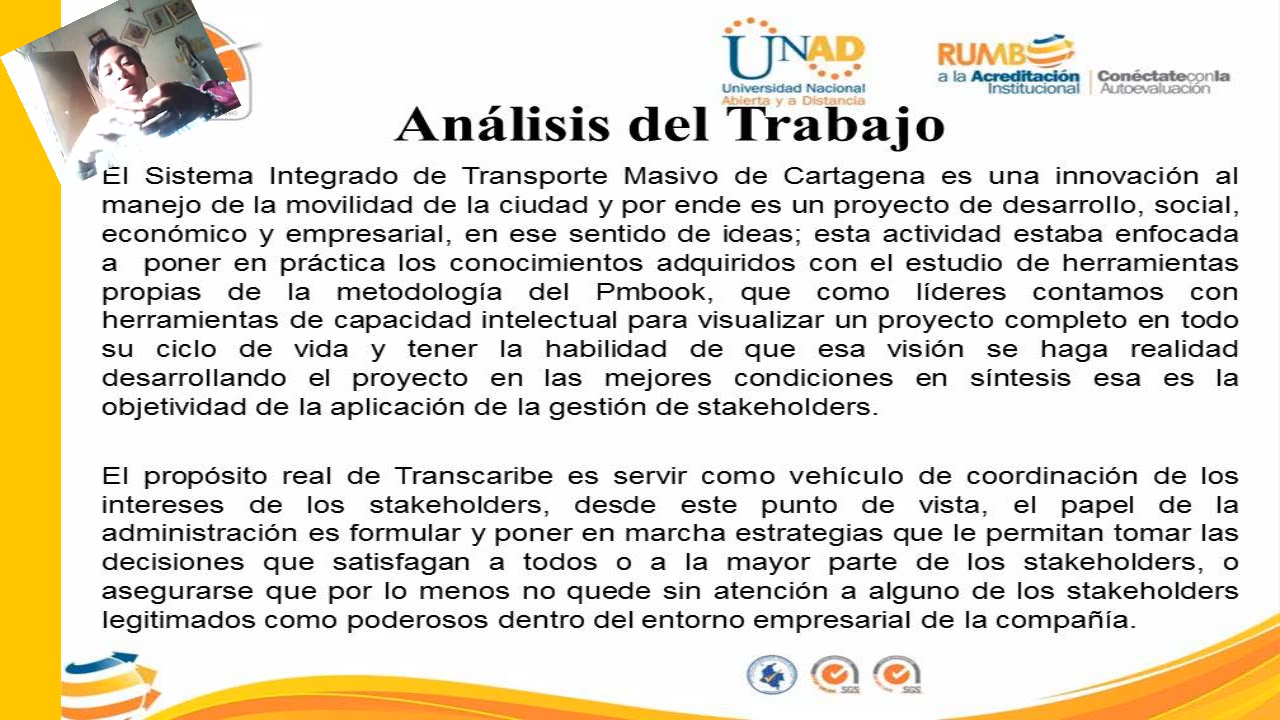 UNAD
Universidad Nacional
Abierta y a Distancia
RUMBO
a la Acreditación
Institucional
Conéctateconla
Autoevaluación
Análisis del Trabajo
El Sistema Integrado de Transporte Masivo de Cartagena es una innovación al
manejo de la movilidad de la ciudad y por ende es un proyecto de desarrollo, social,
económico y empresarial, en ese sentido de ideas; esta actividad estaba enfocada
a poner en práctica los conocimientos adquiridos con el estudio de herramientas
propias de la metodología del Pmbook, que como líderes contamos con
herramientas de capacidad intelectual para visualizar un proyecto completo en todo
su ciclo de vida y tener la habilidad de que esa visión se haga realidad
desarrollando el proyecto en las mejores condiciones en síntesis esa es la
objetividad de la aplicación de la gestión de stakeholders.
El propósito real de Transcaribe es servir como vehículo de coordinación de los
intereses de los stakeholders, desde este punto de vista, el papel de la
administración es formular y poner en marcha estrategias que le permitan tomar las
decisiones que satisfagan a todos o a la mayor parte de los stakeholders, o
asegurarse que por lo menos no quede sin atención a alguno de los stakeholders
legitimados como poderosos dentro del entorno empresarial de la compañía.
SGS
SGS